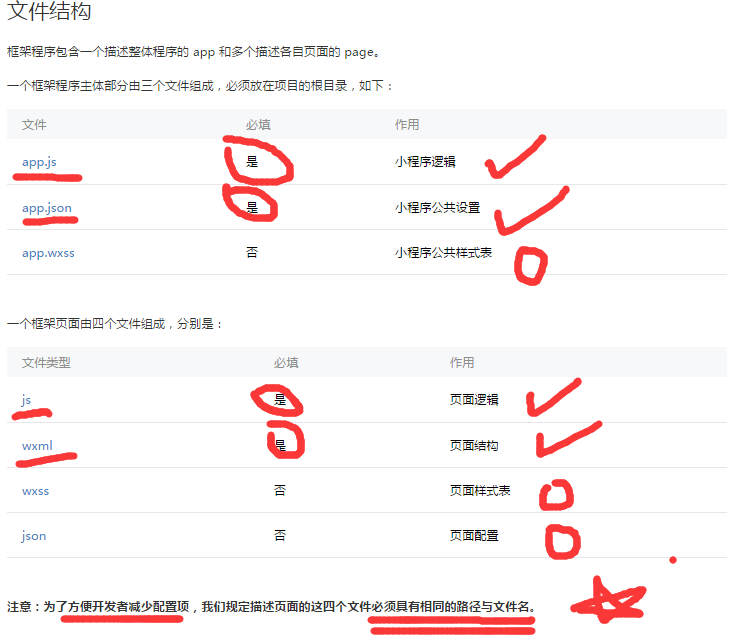 文件结构
框架程序包含一个描述整体程序的 app 和多个描述各自页面的 page。
一个框架程序主体部分由三个文件组成，必须放在项目的根目录，如下：
文件 必填 作用
app.js 是 小程序逻辑
app.json 是 小程序公共设置
app.wxss 否 小程序公共样式表
一个框架页面由四个文件组成，分别是：
文件类型 必填 作用
js 是 页面逻辑
wxml 是 页面结构
wxss 否 页面样式表
json 否 页面配置
注意：为了方便开发者减少配置项，我们规定描述页面的这四个文件必须具有相同的路径与文件名。